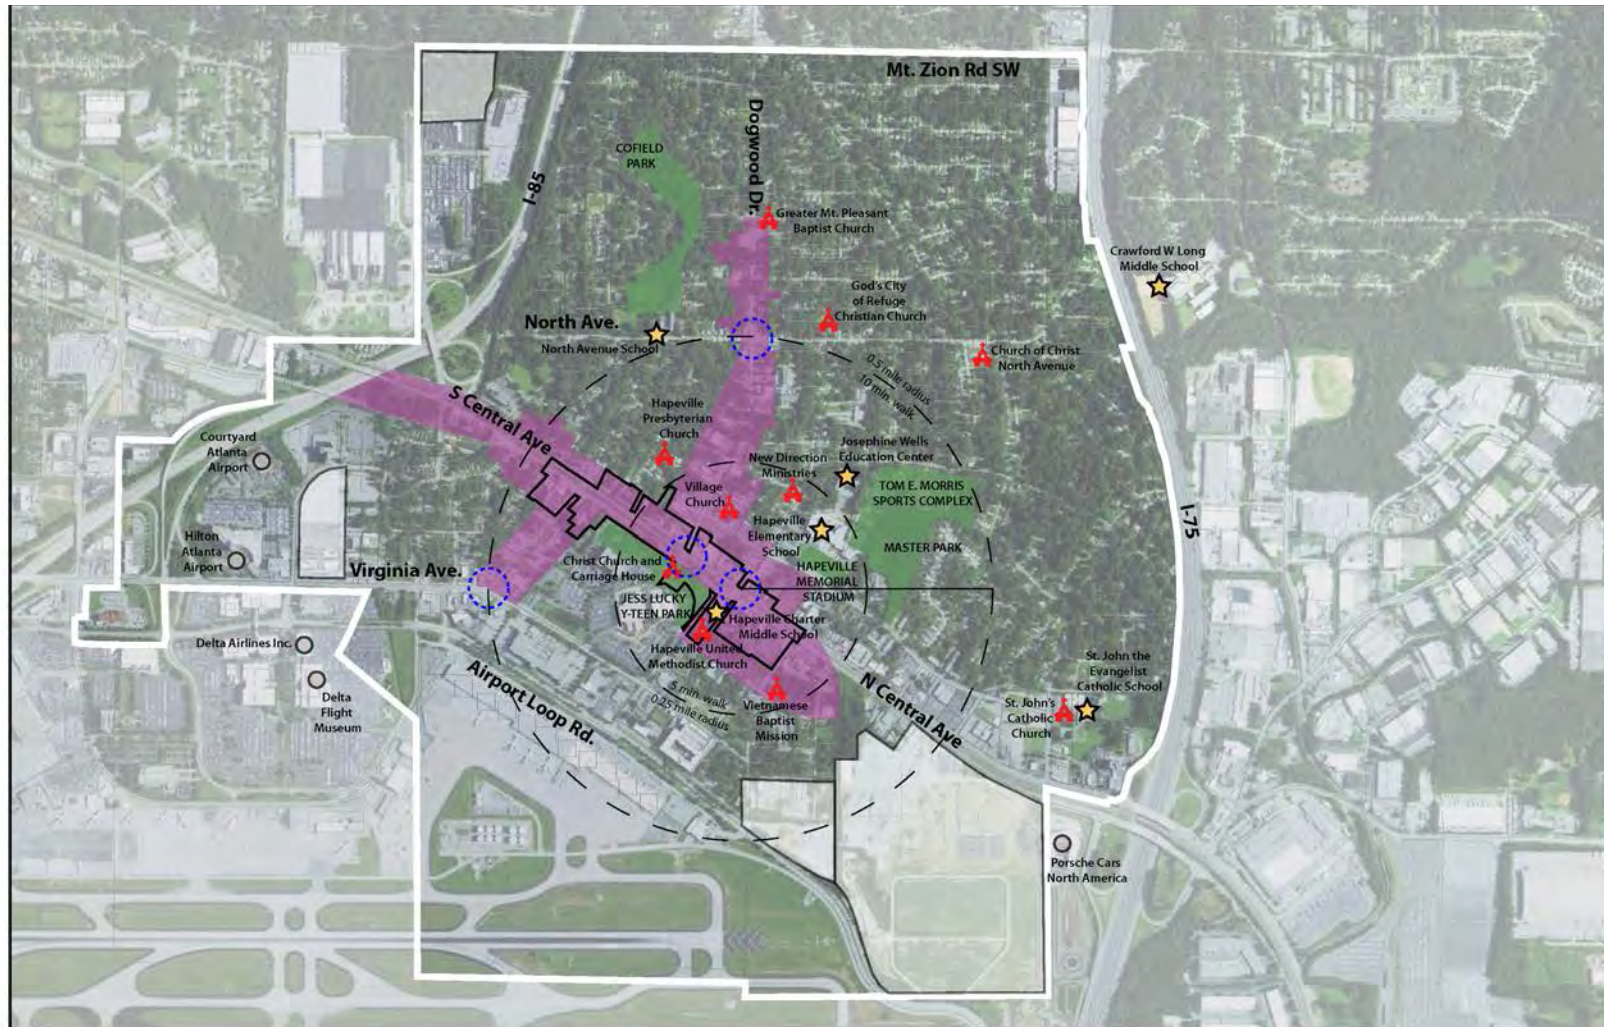 Mt. Zion Rd SW
Dogwood Dr.
COFIELD
PARK
I-85
Greater Mt. Pleasant
Baptist Church
Crawford W Long
Middle School
God's City
of Refuge
Christian Church
North Ave.
North Avenue School
Church of Christ
North Avenue
0.5 mile radius
10 min. walk
S Central Ave
Hapeville
Presbyterian
Church
Courtyard
Atlanta
Airport
Josephine Wells
Education Center
New Direction
Ministries
Village
Church
TOM E. MORRIS
SPORTS COMPLEX
I-75
Hapeville
Elementary
School
MASTER PARK
Hilton
Atlanta
Airport
Virginia Ave.
Christ Church and
Carriage House
HAPEVILLE
MEMORIAL
STADIUM
JESS LUCKY
Y-TEEN PARK
Hapeville Charter
Middle School
Delta Airlines Inc.
Hapeville United
Methodist Church
St. John the
Evangelist
Catholic School
Airport Loop Rd.
Delta
Flight
Museum
5 min. walk
0.25 mile radius
N Central Ave
Vietnamese
Baptist
Mission
St. John's
Catholic
Church
Porsche Cars
North America